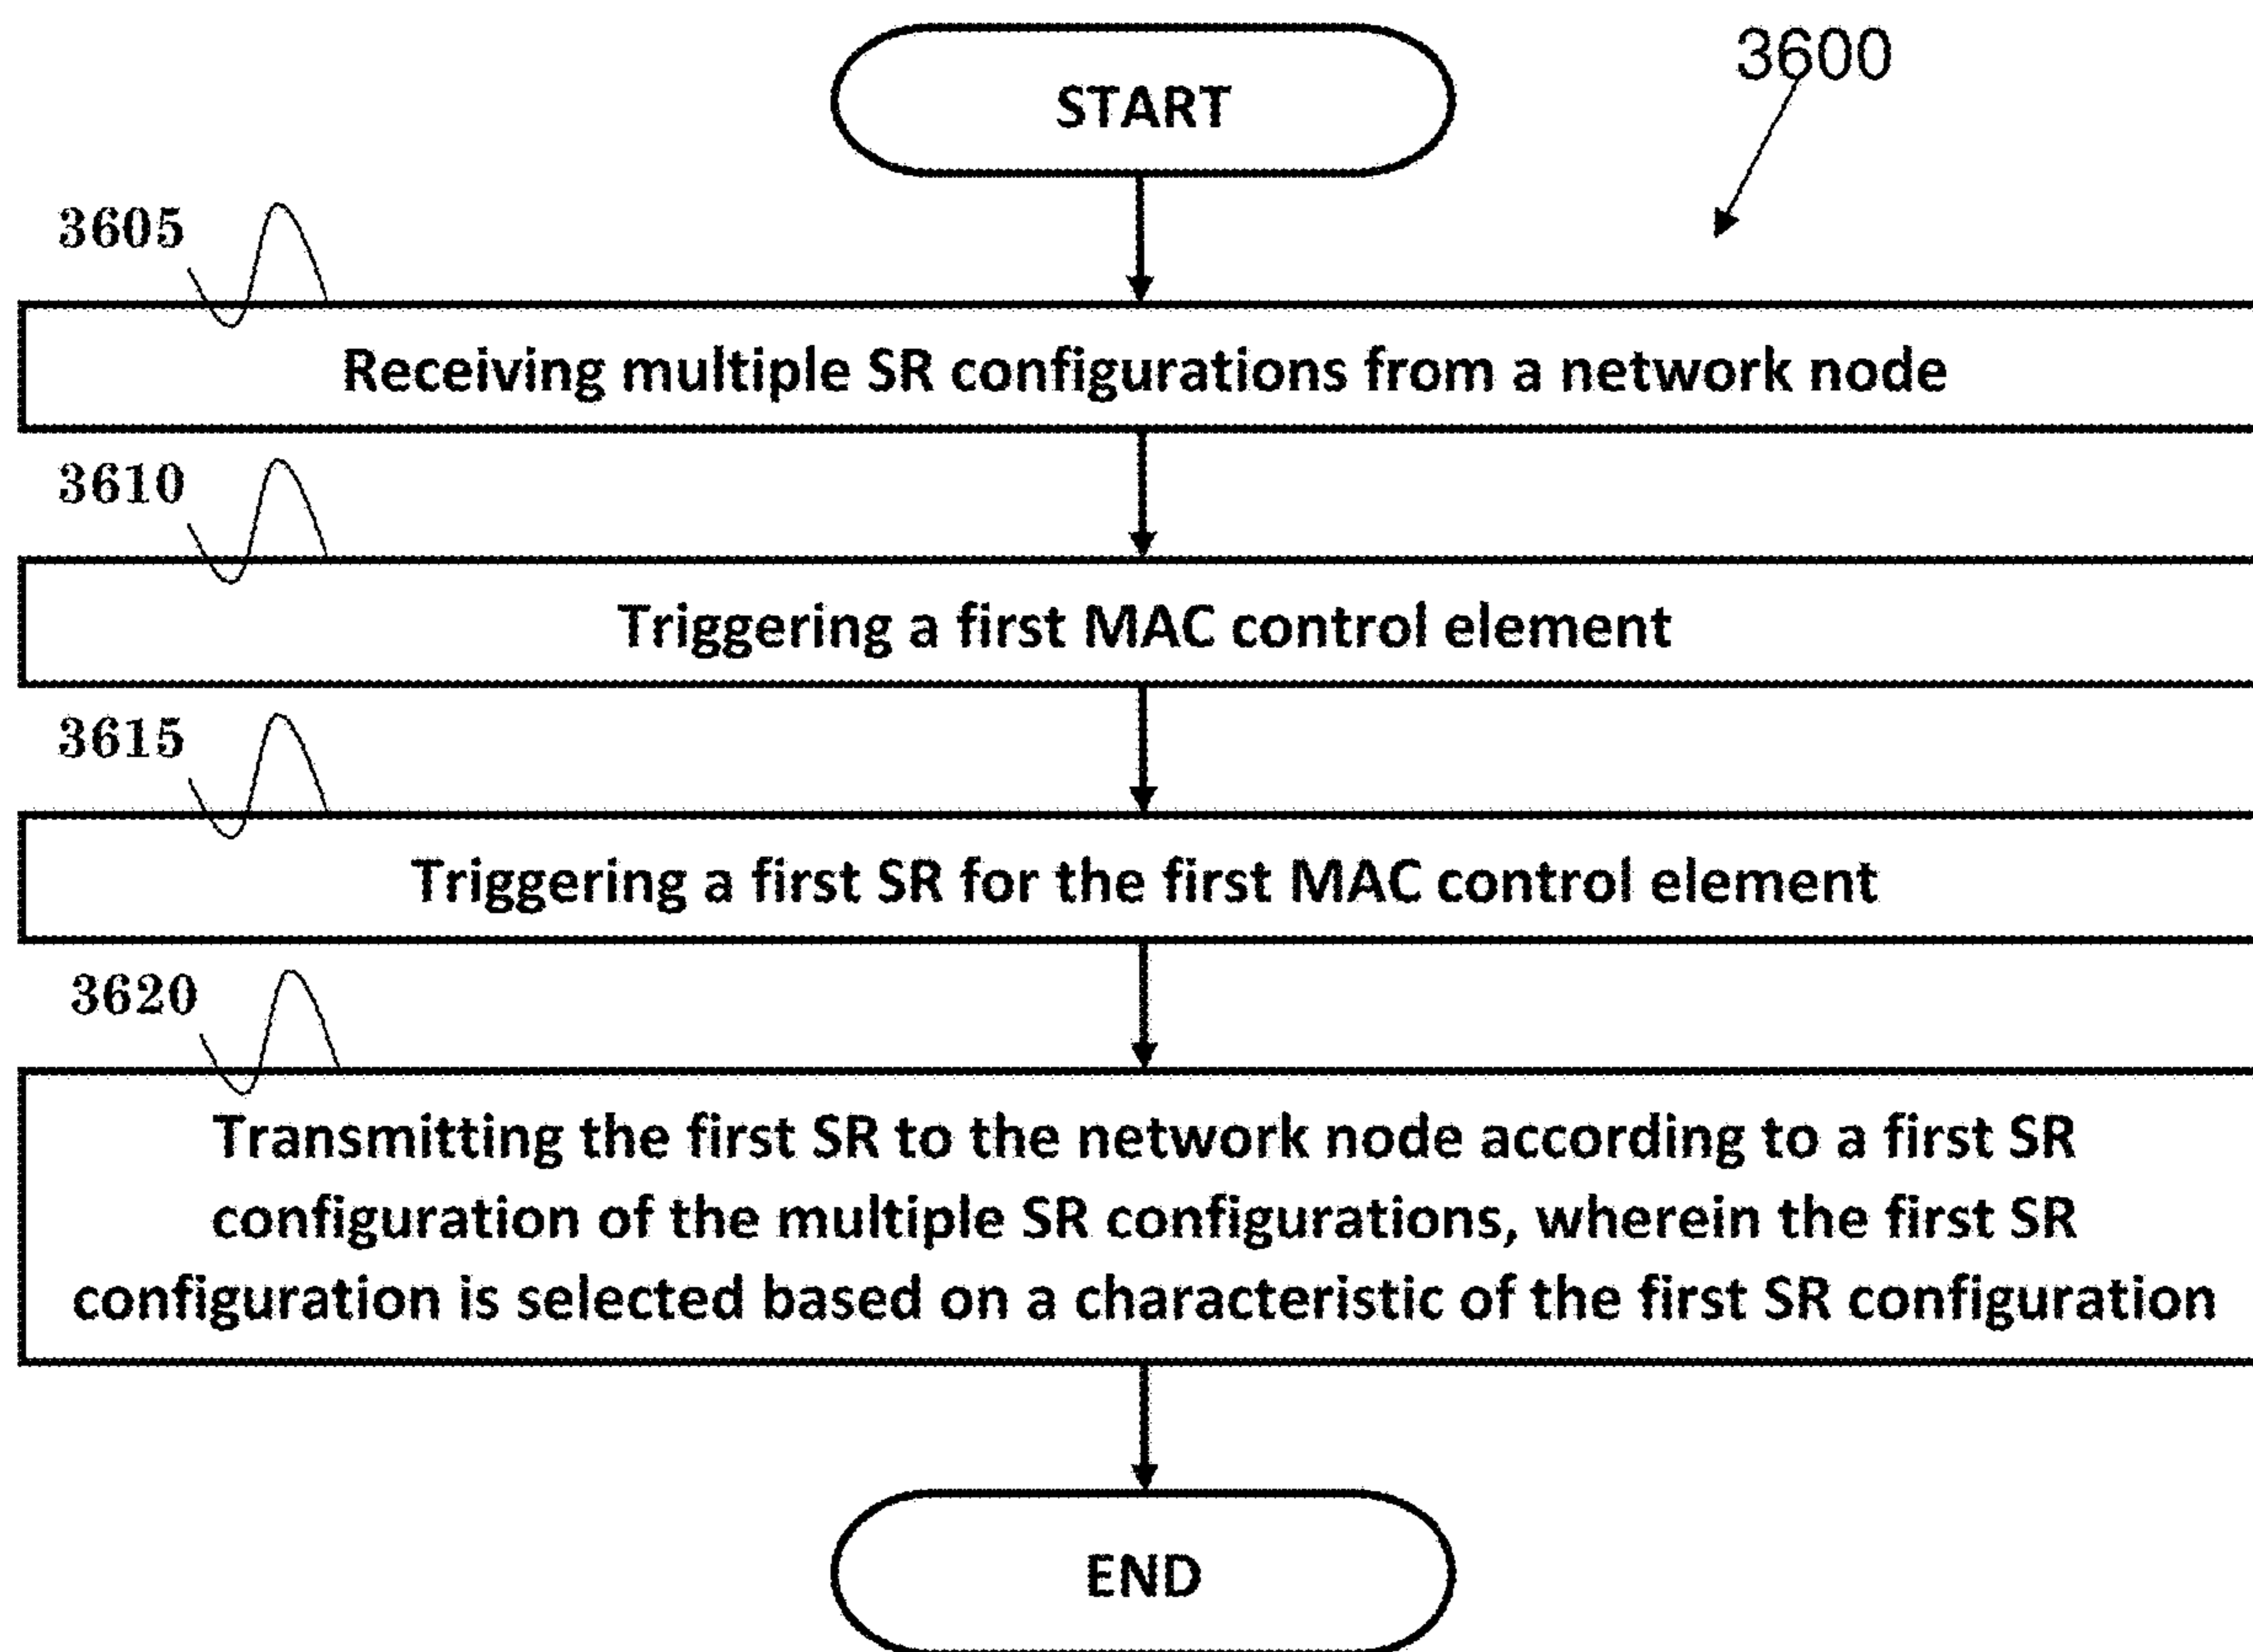 START
3600
3605
Receiving multiple SR configurations from a network node
3610
Triggering a first MAC control element
3615
Triggering a first SR for the first MAC control element
3620
Transmitting the first SR to the network node according to a first SR
configuration of the multiple SR configurations, wherein the first SR
configuration is selected based on a characteristic of the first SR configuration
END